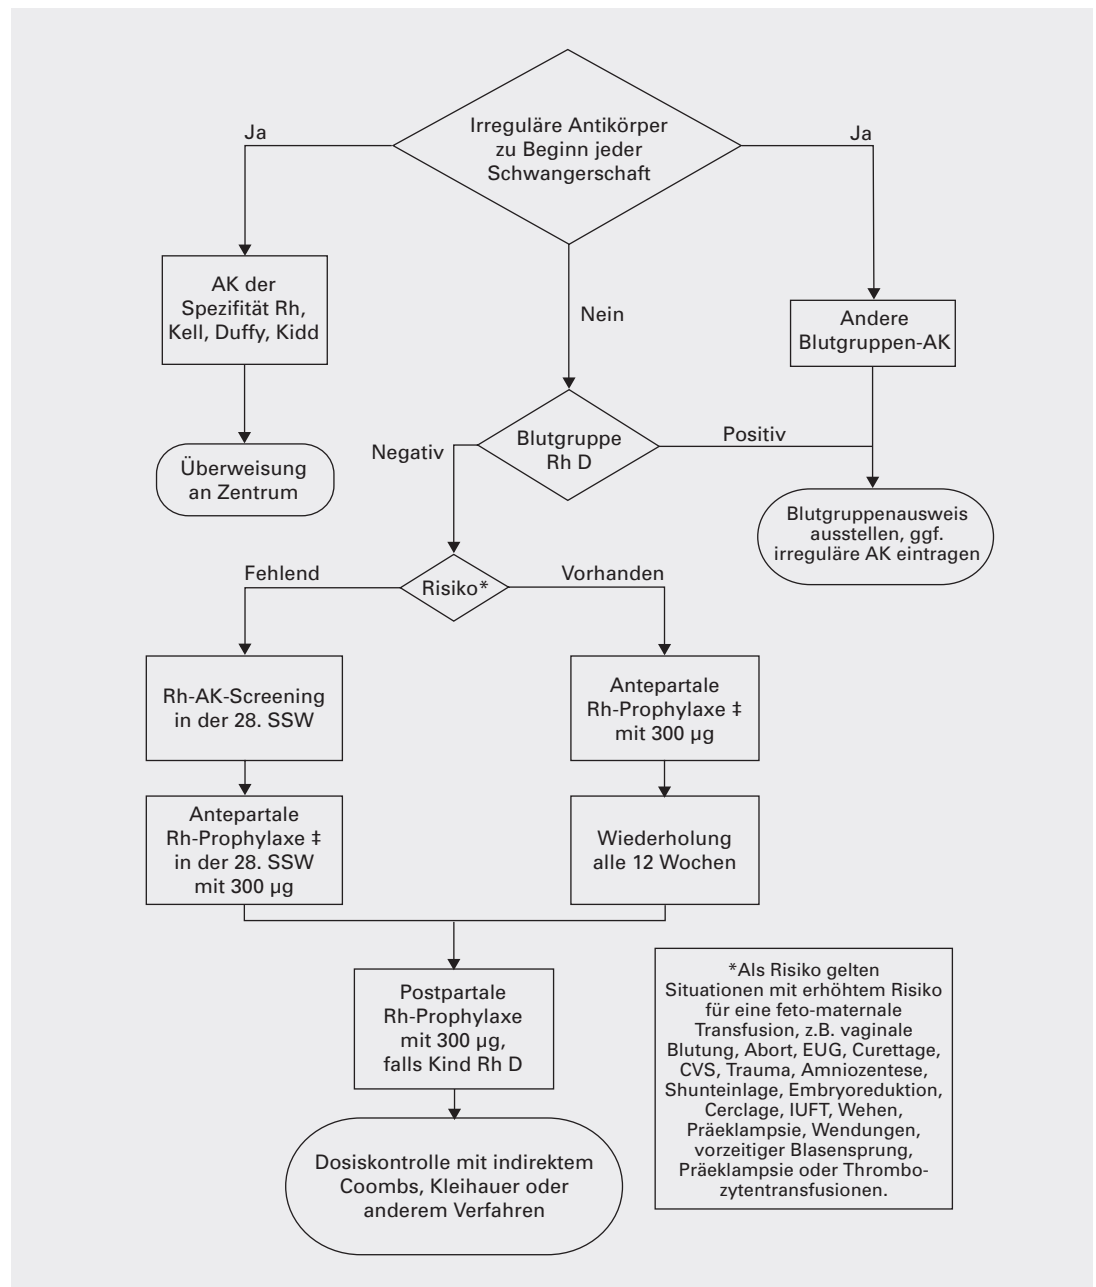 Irreguläre Antikörper
zu Beginn jeder
Schwangerschaft
Ja
Ja
AK der
Spezifität Rh,
Kell, Duffy, Kidd
Nein
Andere
Blutgruppen-AK
Überweisung
an Zentrum
Negativ
Blutgruppe
Rh D
Positiv
Blutgruppenausweis
ausstellen, ggf.
irreguläre AK eintragen
Fehlend
Risiko*
Vorhanden
Rh-AK-Screening
in der 28. SSW
Antepartale
Rh-Prophylaxe ‡
mit 300 µg
Antepartale
Rh-Prophylaxe ‡
in der 28. SSW
mit 300 µg
Wiederholung
alle 12 Wochen
Postpartale
Rh-Prophylaxe
mit 300 µg,
falls Kind Rh D
Dosiskontrolle mit indirektem
Coombs, Kleihauer oder
anderem Verfahren
*Als Risiko gelten
Situationen mit erhöhtem Risiko
für eine feto-maternale
Transfusion, z.B. vaginale
Blutung, Abort, EUG, Curettage,
CVS, Trauma, Amniozentese,
Shunteinlage, Embryoreduktion,
Cerclage, IUFT, Wehen,
Präeklampsie, Wendungen,
vorzeitiger Blasensprung,
Präeklampsie oder Thrombo-
zytentransfusionen.